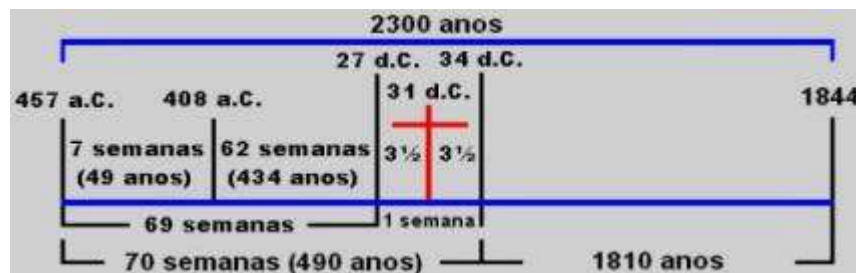 2300 anos
27 d.C. 34 d.C.
457 a.C. 408 a.C. 31 d.C. 1844
7 semanas 62 semanas 3½ 3½
(49 anos) (434 anos)
69 semanas 1 semana
70 semanas (490 anos) 1810 anos